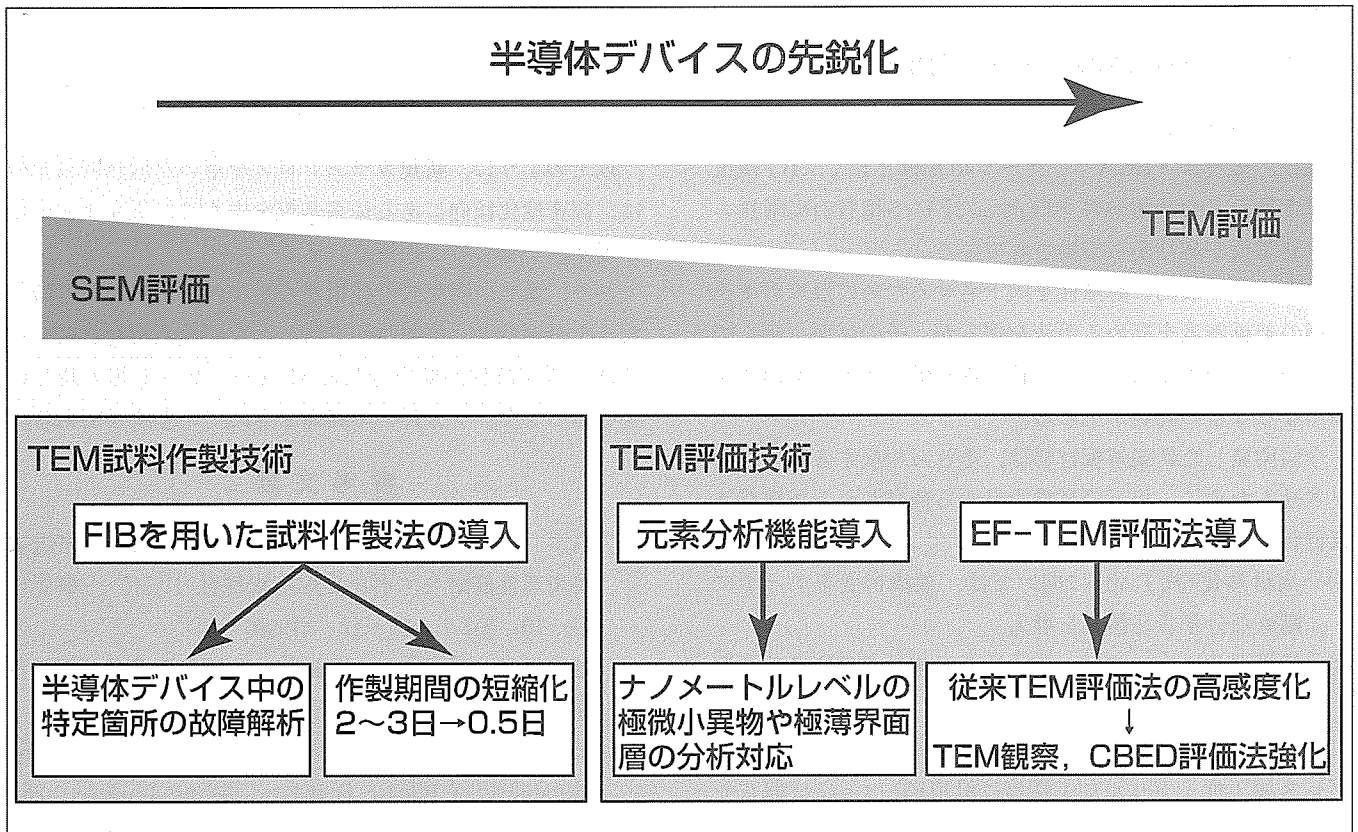 半導体デバイスの先鋭化
TEM評価
SEM評価
TEM試料作製技術
FIBを用いた試料作製法の導入
半導体デバイス中の
特定箇所の故障解析
作製期間の短縮化
2〜3日→0.5日
TEM評価技術
元素分析機能導入
EF-TEM評価法導入
ナノメートルレベルの
極微小異物や極薄界面
層の分析対応
従来TEM評価法の高感度化
↓
TEM観察，CBED評価法強化